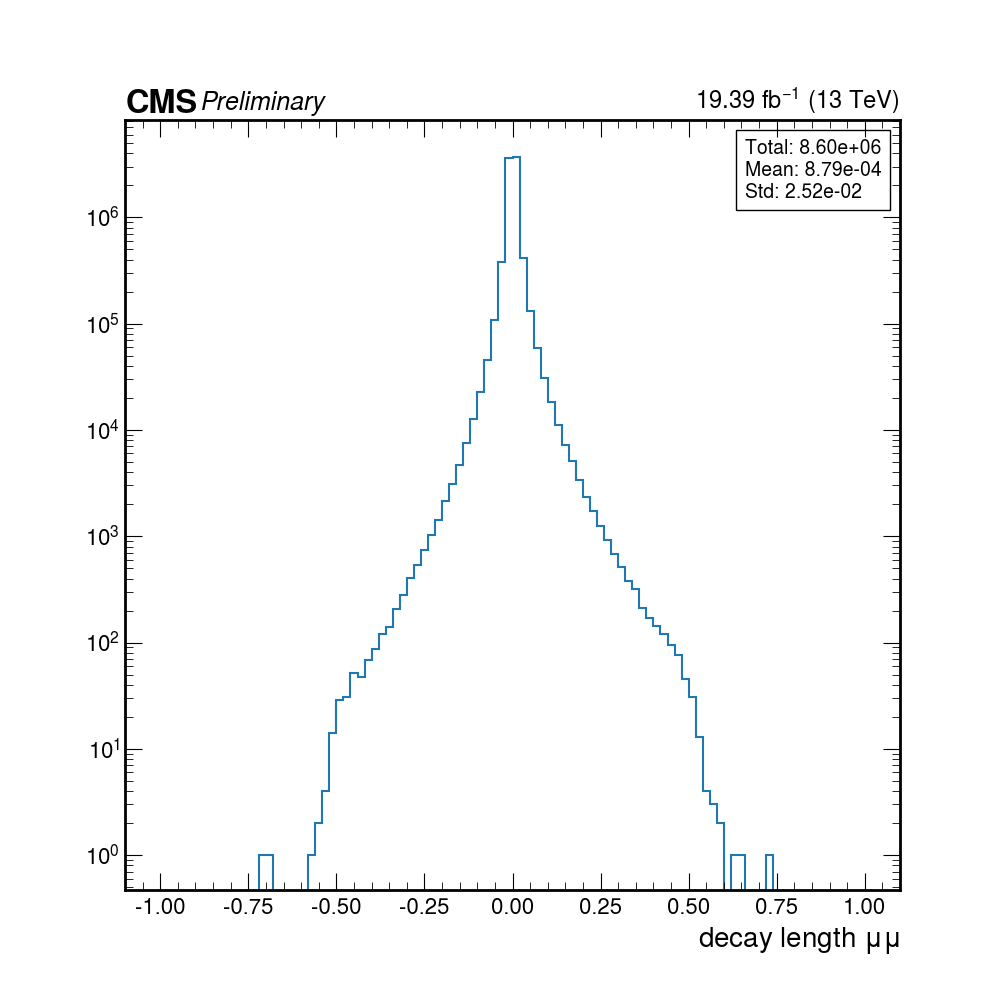 CMS Preliminary
19.39 fb⁻¹ (13 TeV)
Total: 8.60e+06
Mean: 8.79e-04
Std: 2.52e-02
10⁶
10⁵
10⁴
10³
10²
10¹
10⁰
-1.00 -0.75 -0.50 -0.25 0.00 0.25 0.50 0.75 1.00
decay length μμ